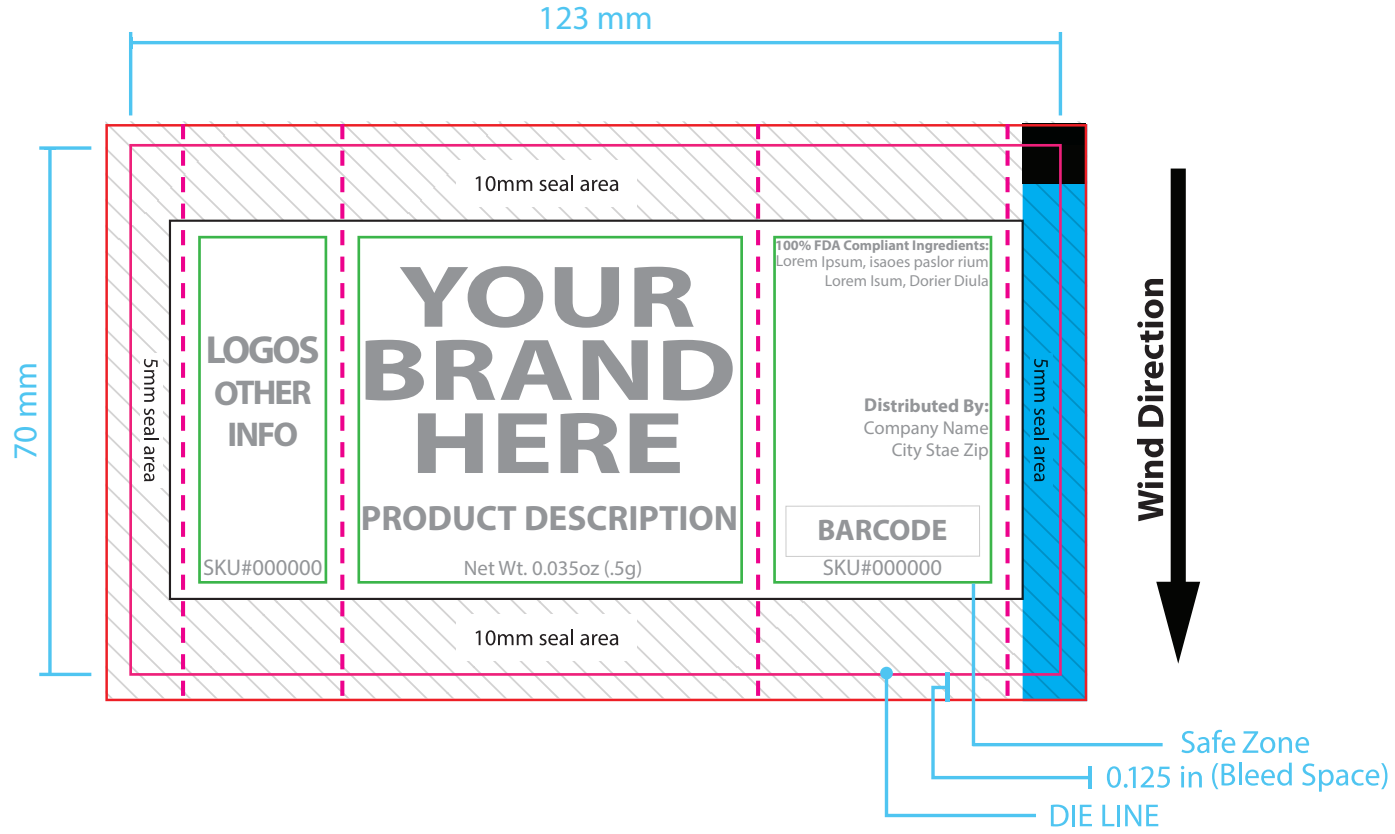 123 mm
10mm seal area
70 mm
5mm seal area
LOGOS
OTHER
INFO
SKU#000000
YOUR
BRAND
HERE
PRODUCT DESCRIPTION
Net Wt. 0.035oz (.5g)
100% FDA Compliant Ingredients:
Lorem Ipsum, isaoes paslor rium
Lorem Isum, Dorier Diula
Distributed By:
Company Name
City Stae Zip
BARCODE
SKU#000000
5mm seal area
Wind Direction
10mm seal area
Safe Zone
0.125 in (Bleed Space)
DIE LINE